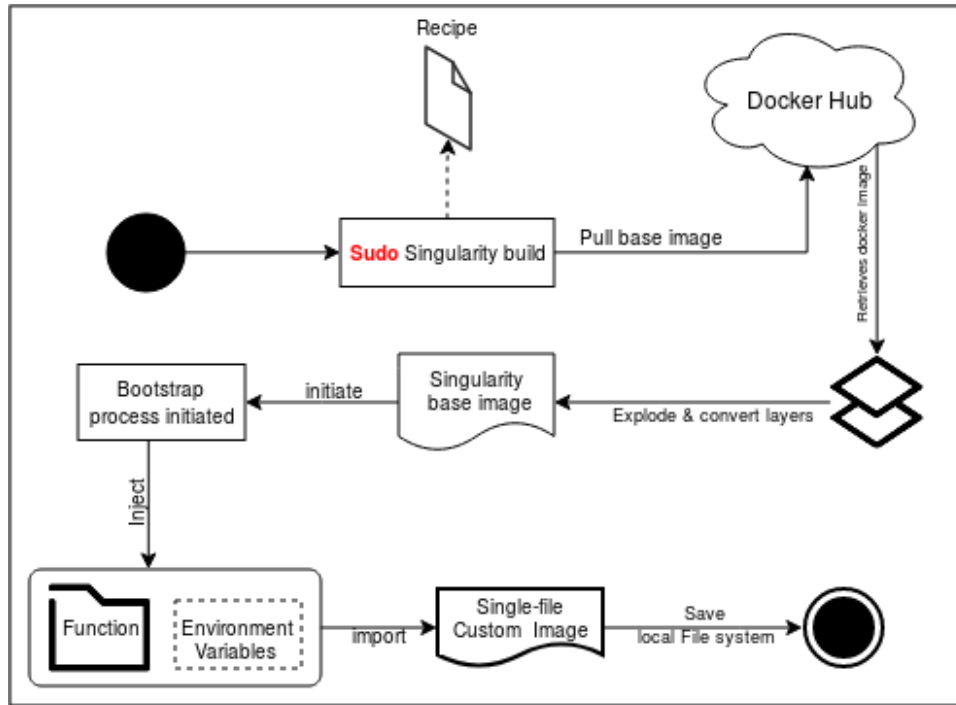 Recipe
Docker Hub
Sudo Singularity build
Pull base image
Retrieves docker image
Bootstrap
process initiated
initiate
Singularity
base image
Explode & convert layers
Inject
Function
Environment
Variables
import
Single-file
Custom Image
Save
local File system